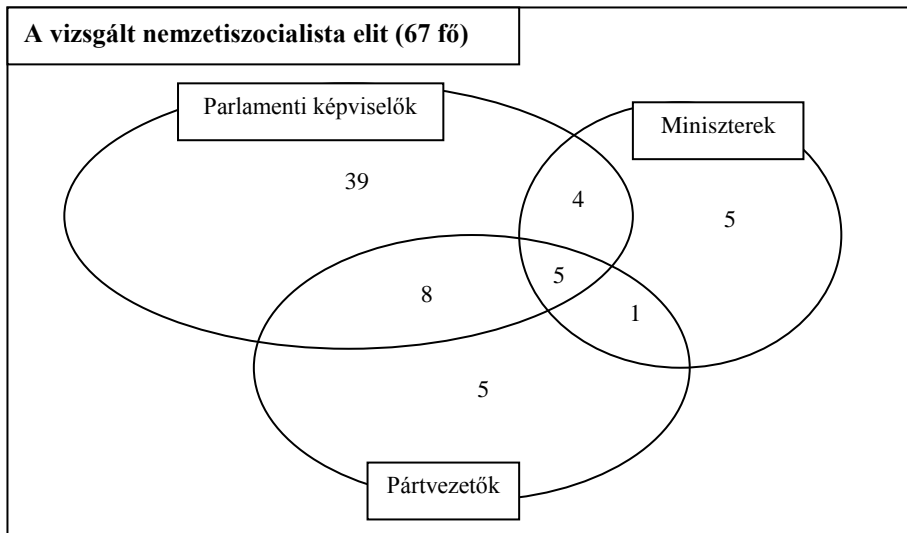 A vizsgált nemzetiszocialista elit (67 fő)
Parlamenti képviselők
Miniszterek
39
4
5
5
8
1
5
Pártvezetők